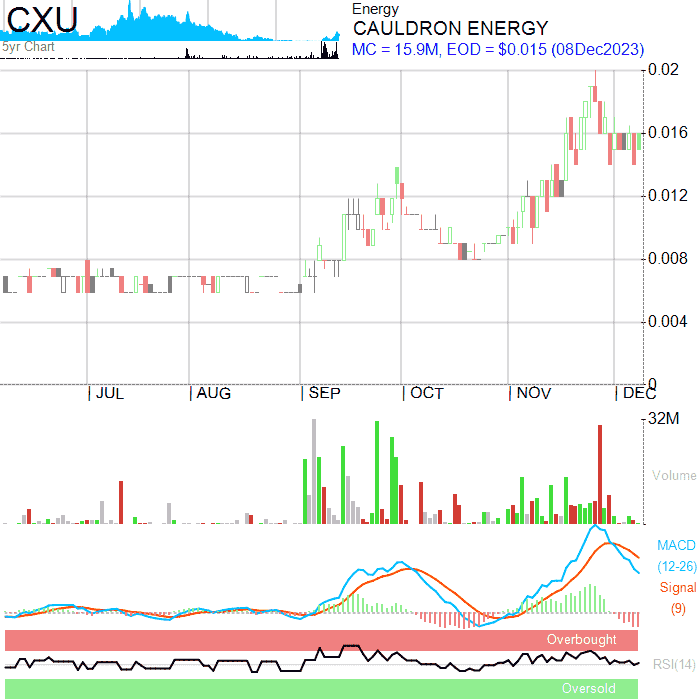 CXU
5yr Chart
Energy
CAULDRON ENERGY
MC = 15.9M, EOD = $0.015 (08Dec2023)
0.02
0.016
0.012
0.008
0.004
0
JUL
AUG
SEP
OCT
NOV
DEC
32M
Volume
MACD
(12-26)
Signal
(9)
Overbought
RSI(14)
Oversold